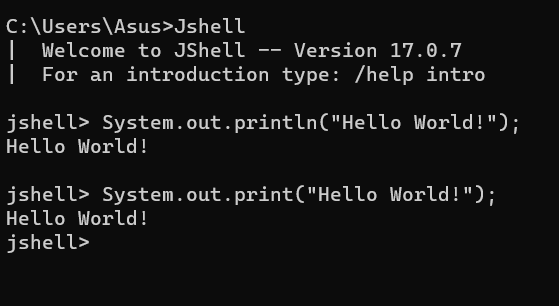 C:\Users\Asus>Jshell
|  Welcome to JShell -- Version 17.0.7
|  For an introduction type: /help intro
jshell> System.out.println("Hello World!");
Hello World!
jshell> System.out.print("Hello World!");
Hello World!
jshell>